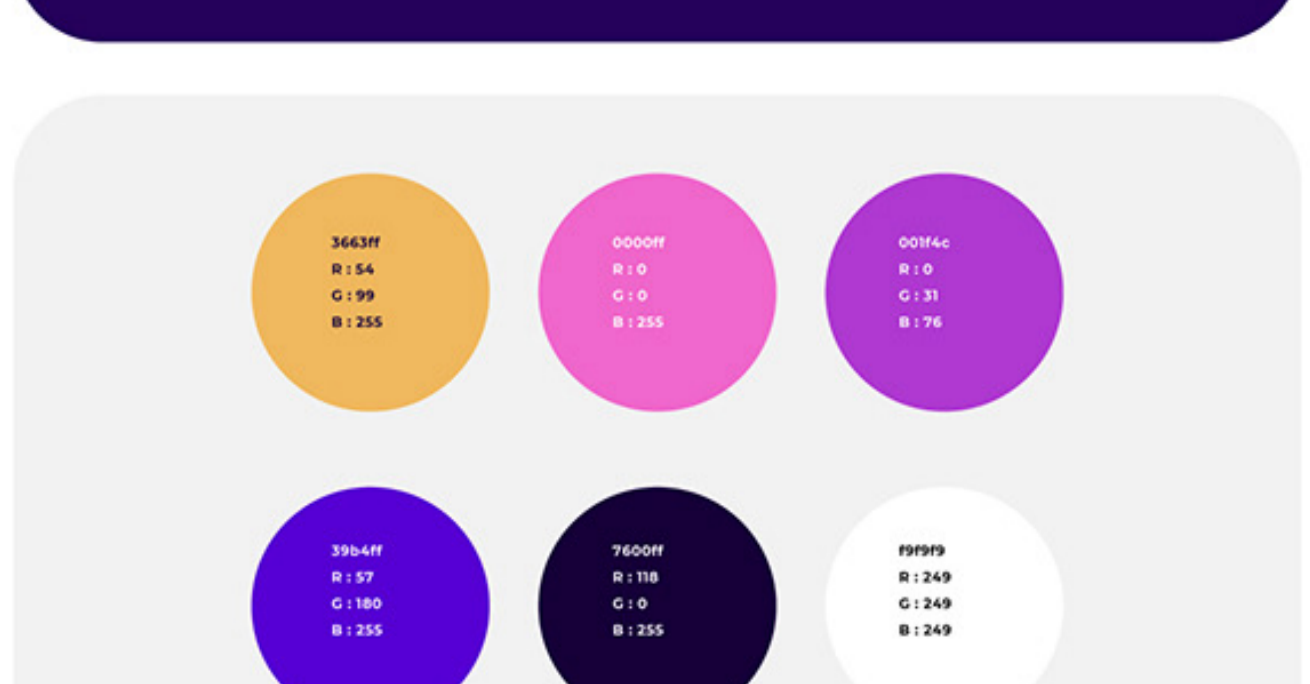 3663ff
R : 54
G : 99
B : 255
0000ff
R : 0
G : 0
B : 255
001f4c
R : 0
G : 31
B : 76
39b4ff
R : 57
G : 180
B : 255
7600ff
R : 118
G : 0
B : 255
f9f9f9
R : 249
G : 249
B : 249